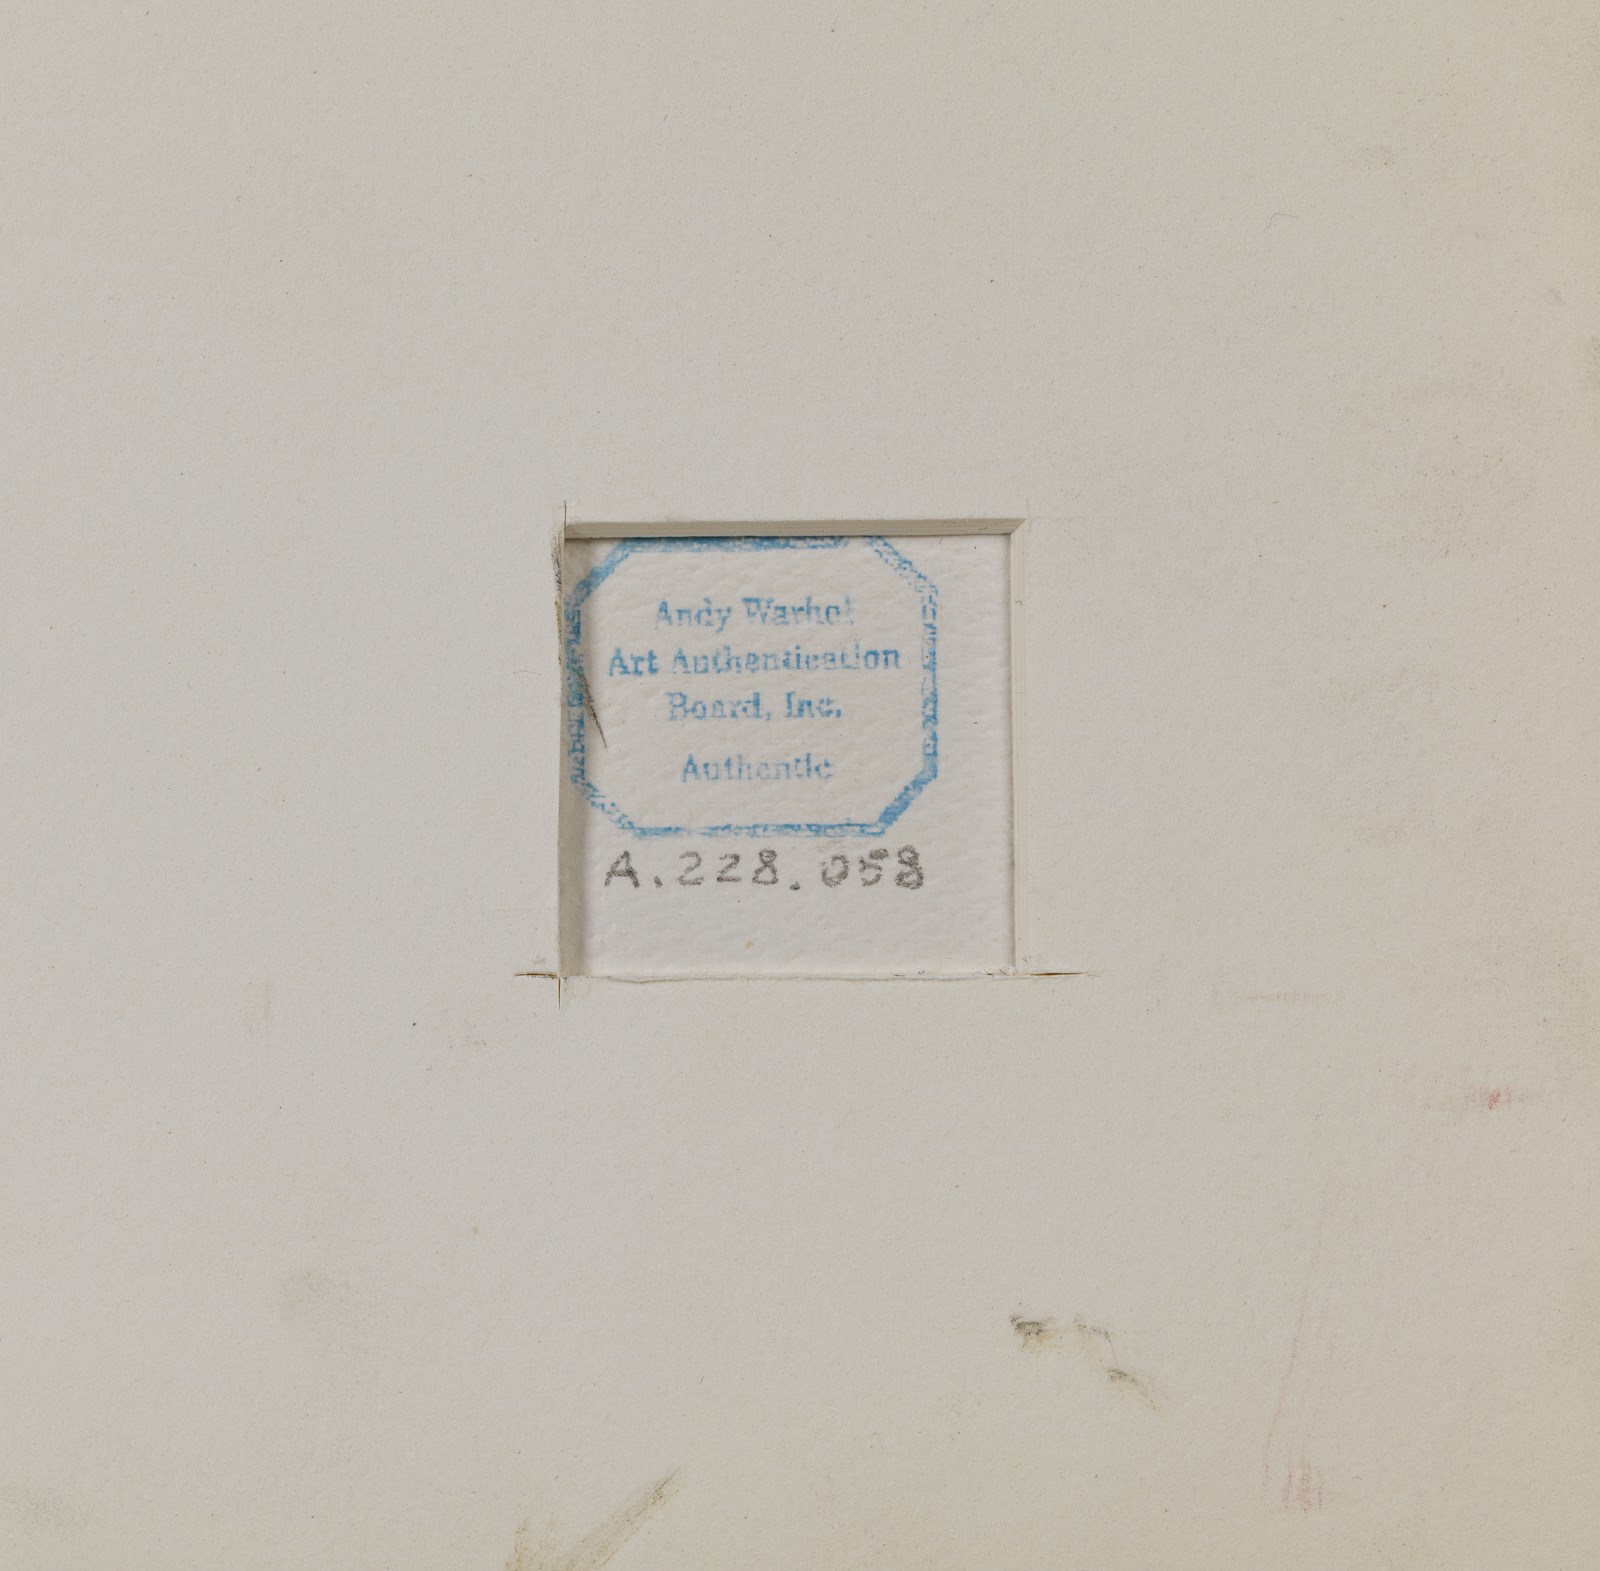 Andy Warhol
Art Authentication
Board, Inc.
Authentic
A.228.058